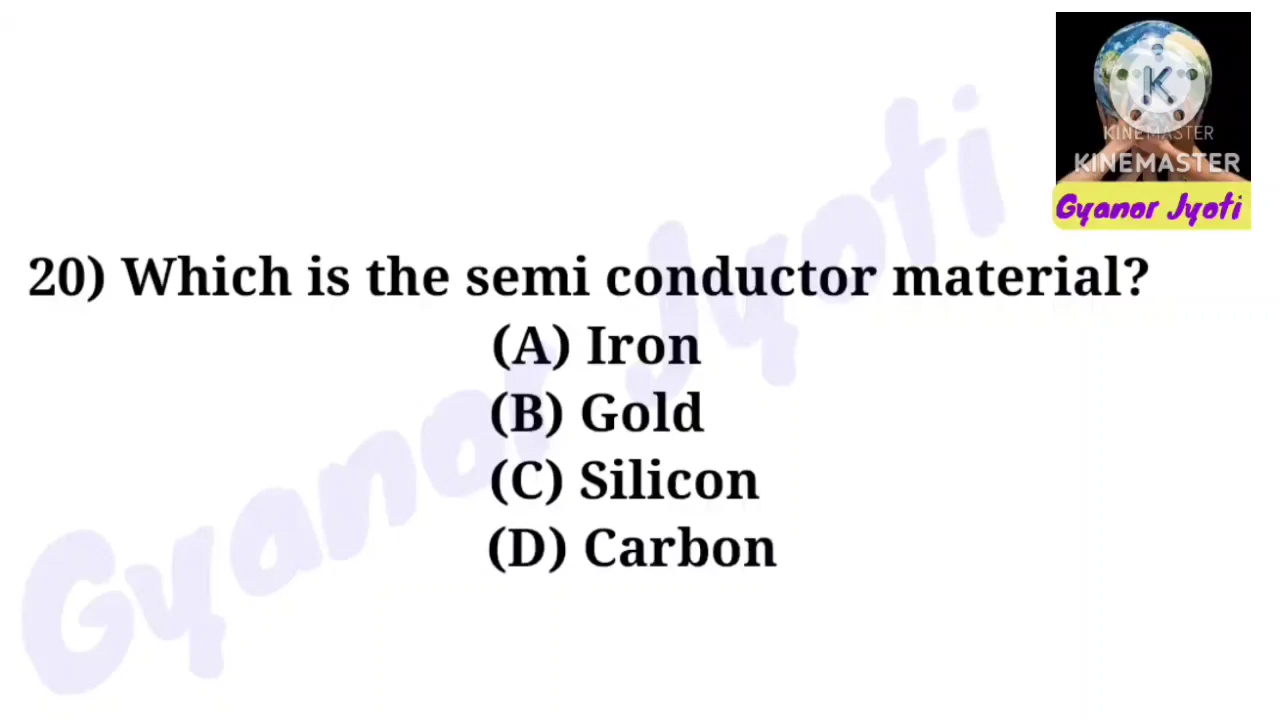 K
KINEMASTER
KINEMASTER
Gyanor Jyoti
Gyanor Jyoti
20) Which is the semi conductor material?
(A) Iron
(B) Gold
(C) Silicon
(D) Carbon